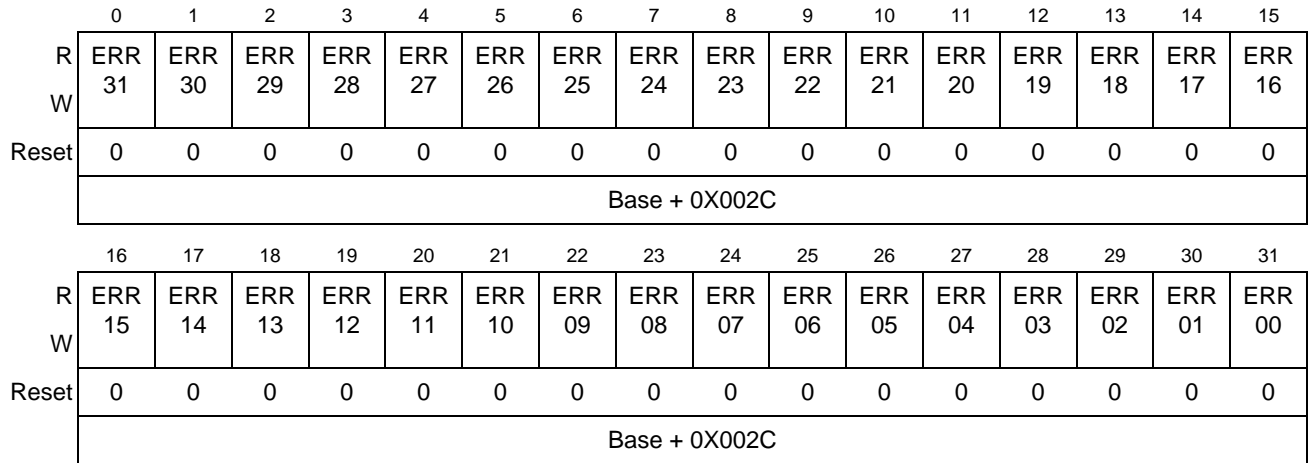 0 1 2 3 4 5 6 7 8 9 10 11 12 13 14 15
R ERR ERR ERR ERR ERR ERR ERR ERR ERR ERR ERR ERR ERR ERR ERR ERR
31 30 29 28 27 26 25 24 23 22 21 20 19 18 17 16
W
Reset 0 0 0 0 0 0 0 0 0 0 0 0 0 0 0 0
Base + 0X002C
16 17 18 19 20 21 22 23 24 25 26 27 28 29 30 31
R ERR ERR ERR ERR ERR ERR ERR ERR ERR ERR ERR ERR ERR ERR ERR ERR
15 14 13 12 11 10 09 08 07 06 05 04 03 02 01 00
W
Reset 0 0 0 0 0 0 0 0 0 0 0 0 0 0 0 0
Base + 0X002C